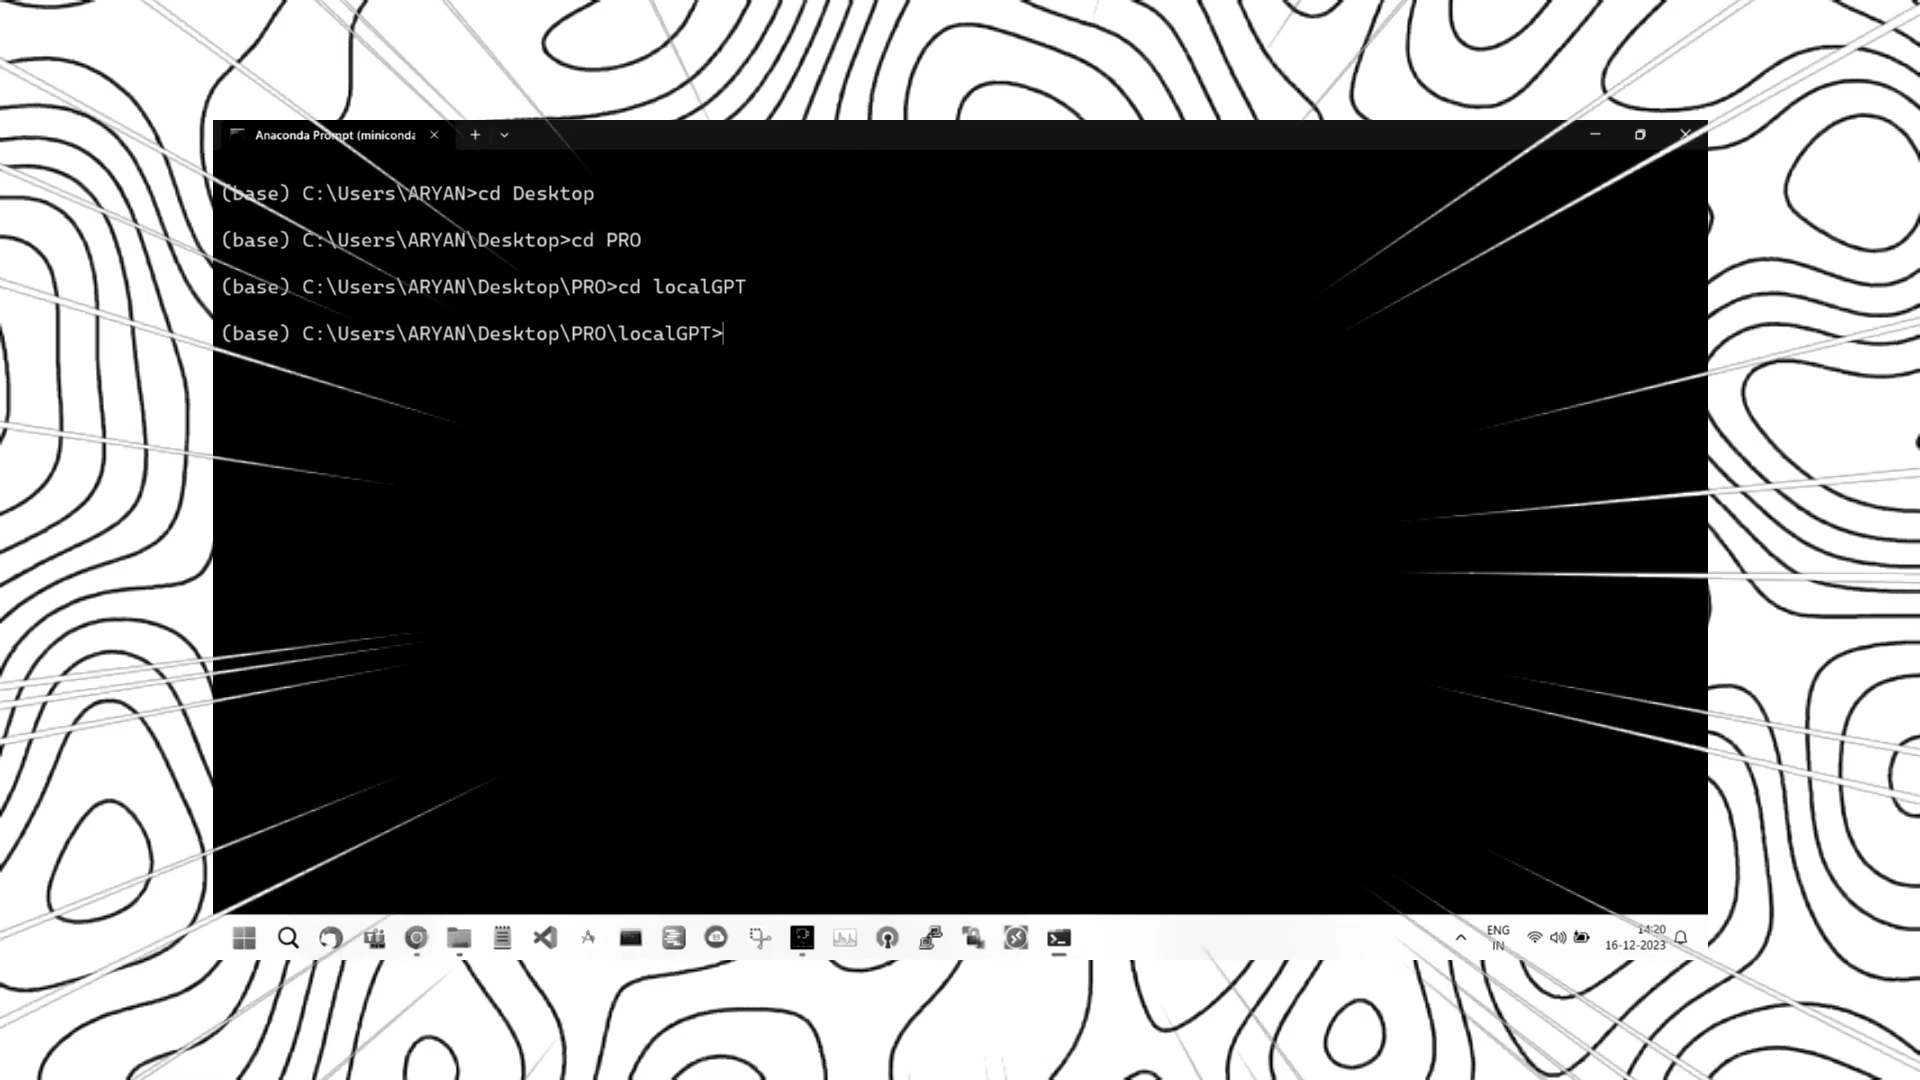 Anaconda Prompt (miniconda
(base) C:\Users\ARYAN>cd Desktop
(base) C:\Users\ARYAN\Desktop>cd PRO
(base) C:\Users\ARYAN\Desktop\PRO>cd localGPT
(base) C:\Users\ARYAN\Desktop\PRO\localGPT>
ENG
IN
14:20
16-12-2023